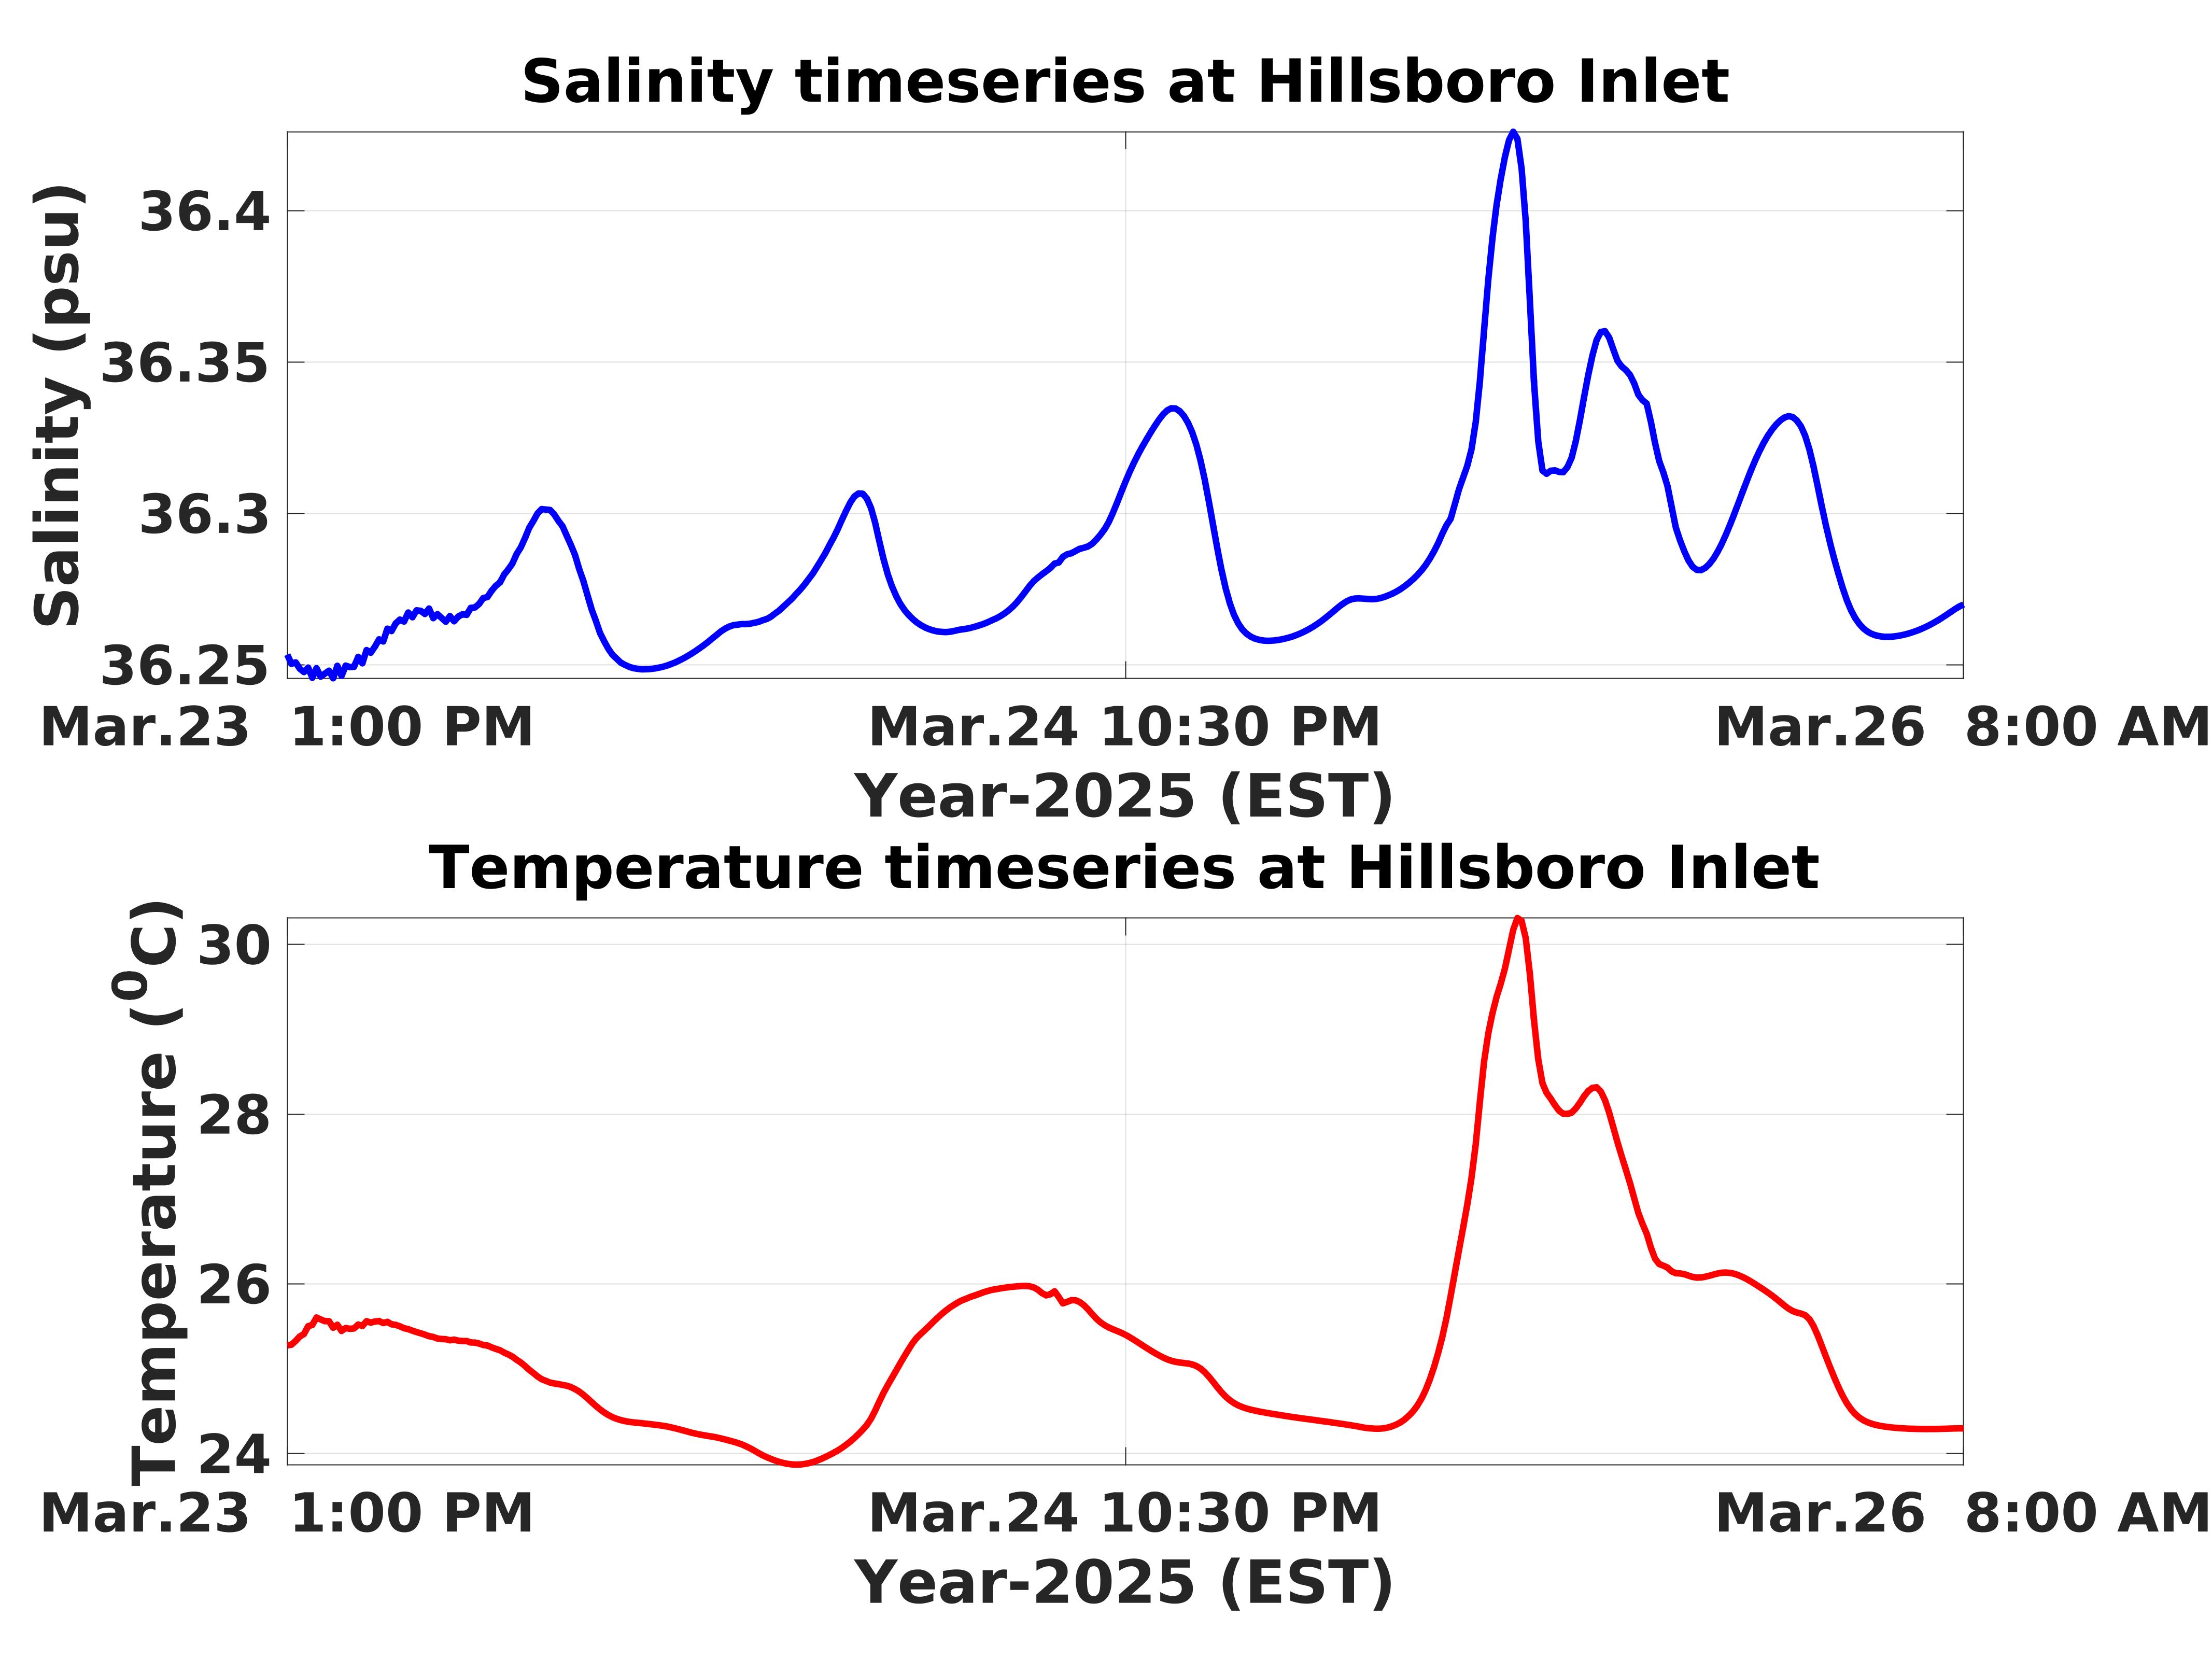 Salinity timeseries at Hillsboro Inlet
Salinity (psu)
36.4
36.35
36.3
36.25
Mar.23 1:00 PM Mar.24 10:30 PM Mar.26 8:00 AM
Year-2025 (EST)
Temperature timeseries at Hillsboro Inlet
Temperature (⁰C)
30
28
26
24
Mar.23 1:00 PM Mar.24 10:30 PM Mar.26 8:00 AM
Year-2025 (EST)